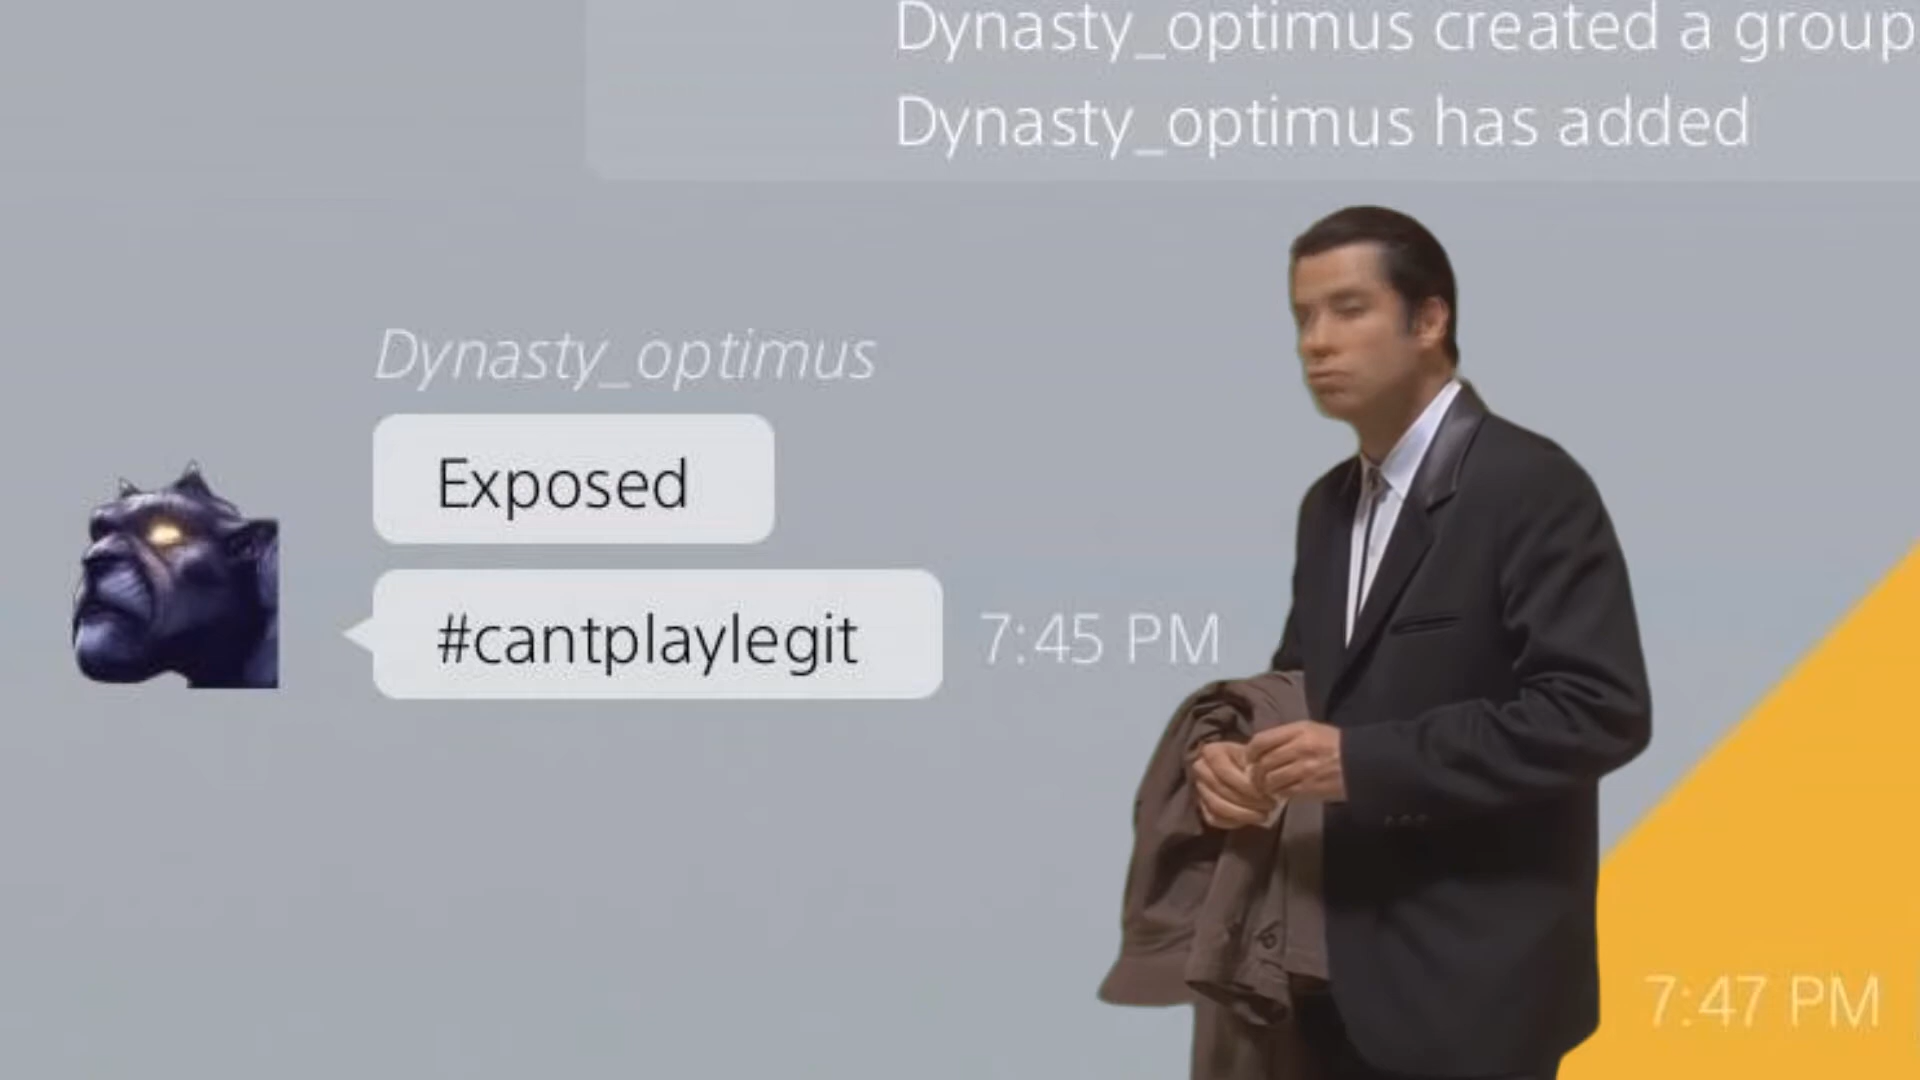 Dynasty_optimus created a group
Dynasty_optimus has added
Dynasty_optimus
Exposed
#cantplaylegit
7:45 PM
7:47 PM